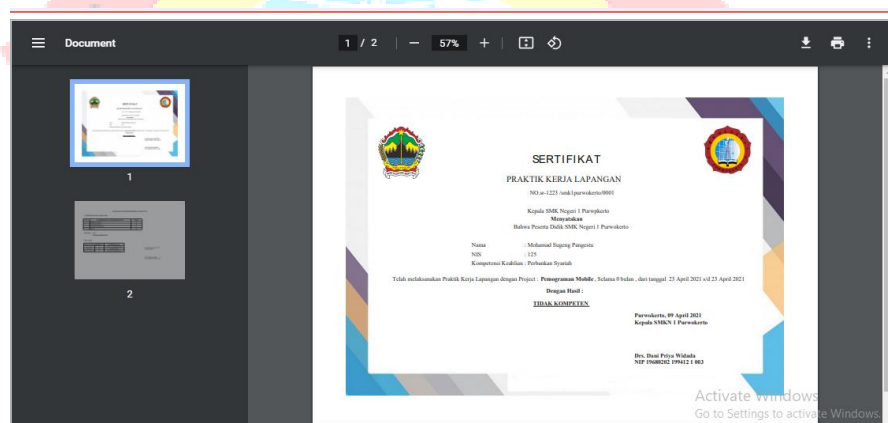 Document
1 / 2
57%
1
2
SERTIFIKAT
PRAKTIK KERJA LAPANGAN
NO.w-1223 /smk1purwokerto/0001
Kepala SMK Negeri 1 Purwokerto
Menyatakan
Bahwa Peserta Didik SMK Negeri 1 Purwokerto
Nama : Mohamad Sugeng Pangestu
NIS : 125
Kompetensi Keahlian : Perbankan Syariah
Telah melaksanakan Praktik Kerja Lapangan dengan Project : Pemograman Mobile , Selama 0 bulan , dari tanggal 23 April 2021 s/d 23 April 2021
Dengan Hasil :
TIDAK KOMPETEN
Purwokerto, 09 April 2021
Kepala SMKN 1 Purwokerto
Drs. Dani Priya Widada
NIP 19680202 199412 1 003
Activate Windows
Go to Settings to activate Windows.